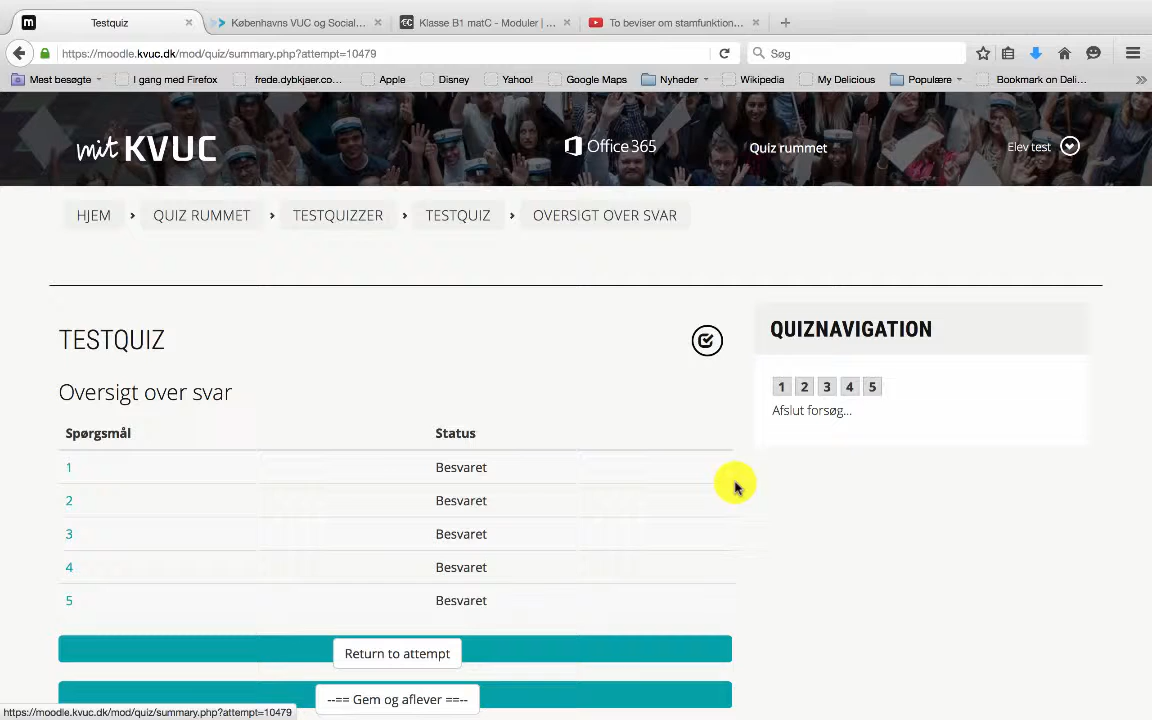 Testquiz
Københavns VUC og Social...
Klasse B1 matC - Moduler | ...
To beviser om stamfunktion...
https://moodle.kvuc.dk/mod/quiz/summary.php?attempt=10479
Søg
Mest besøgte
I gang med Firefox
frede.dybkjaer.co...
Apple
Disney
Yahoo!
Google Maps
Nyheder
Wikipedia
My Delicious
Populære
Bookmark on Deli...
mit KVUC
Office 365
Quiz rummet
Elev test
HJEM
QUIZ RUMMET
TESTQUIZZER
TESTQUIZ
OVERSIGT OVER SVAR
TESTQUIZ
Oversigt over svar
Spørgsmål Status
1 Besvaret
2 Besvaret
3 Besvaret
4 Besvaret
5 Besvaret
Return to attempt
--== Gem og aflever ==--
QUIZNAVIGATION
1 2 3 4 5
Afslut forsøg...
https://moodle.kvuc.dk/mod/quiz/summary.php?attempt=10479